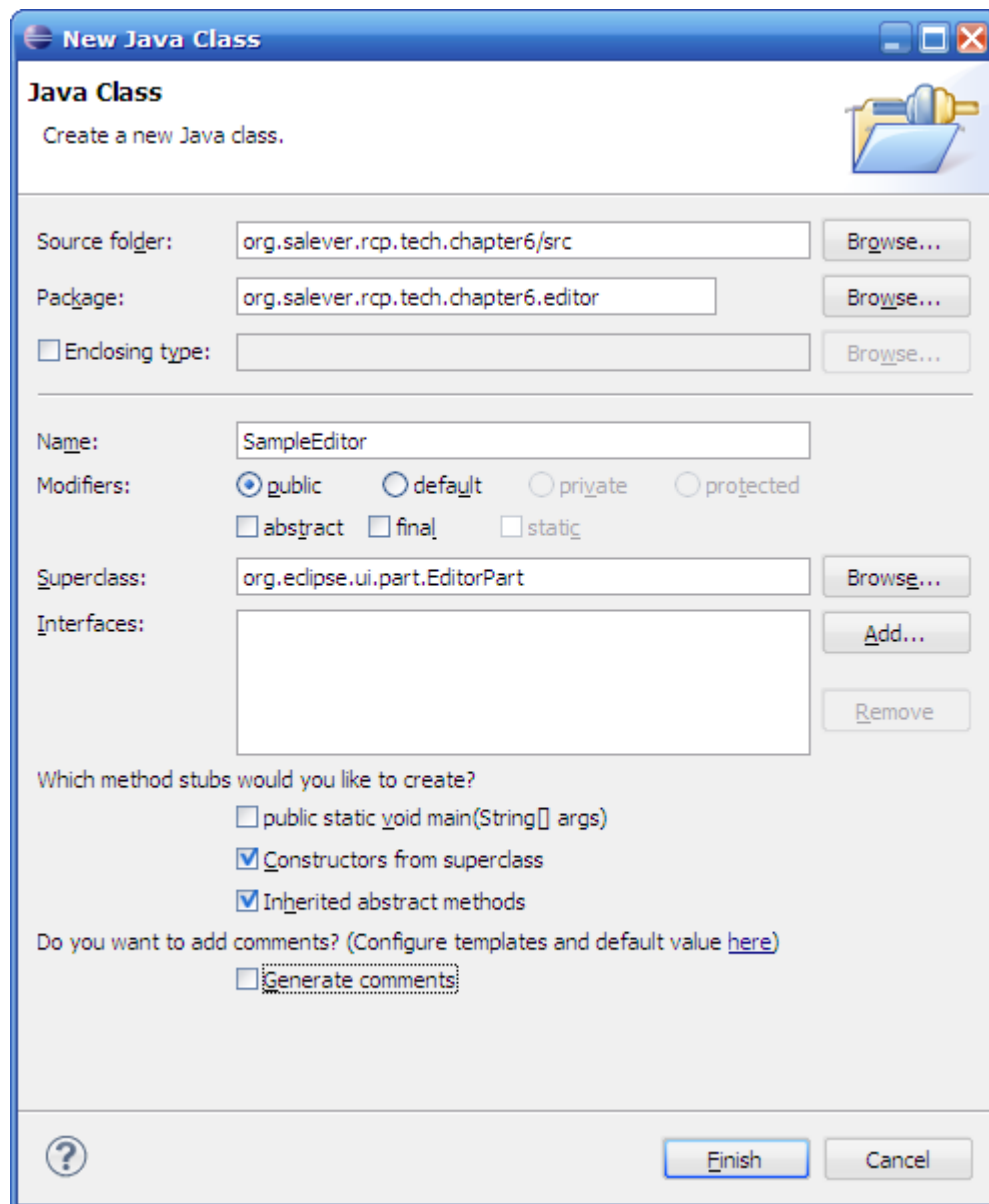 New Java Class
Java Class
Create a new Java class.
Source folder: org.salever.rcp.tech.chapter6/src Browse...
Package: org.salever.rcp.tech.chapter6.editor Browse...
Enclosing type: Browse...
Name: SampleEditor
Modifiers: public default private protected
abstract final static
Superclass: org.eclipse.ui.part.EditorPart Browse...
Interfaces: Add...
Remove
Which method stubs would you like to create?
public static void main(String[] args)
Constructors from superclass
Inherited abstract methods
Do you want to add comments? (Configure templates and default value here)
Generate comments
? Finish Cancel